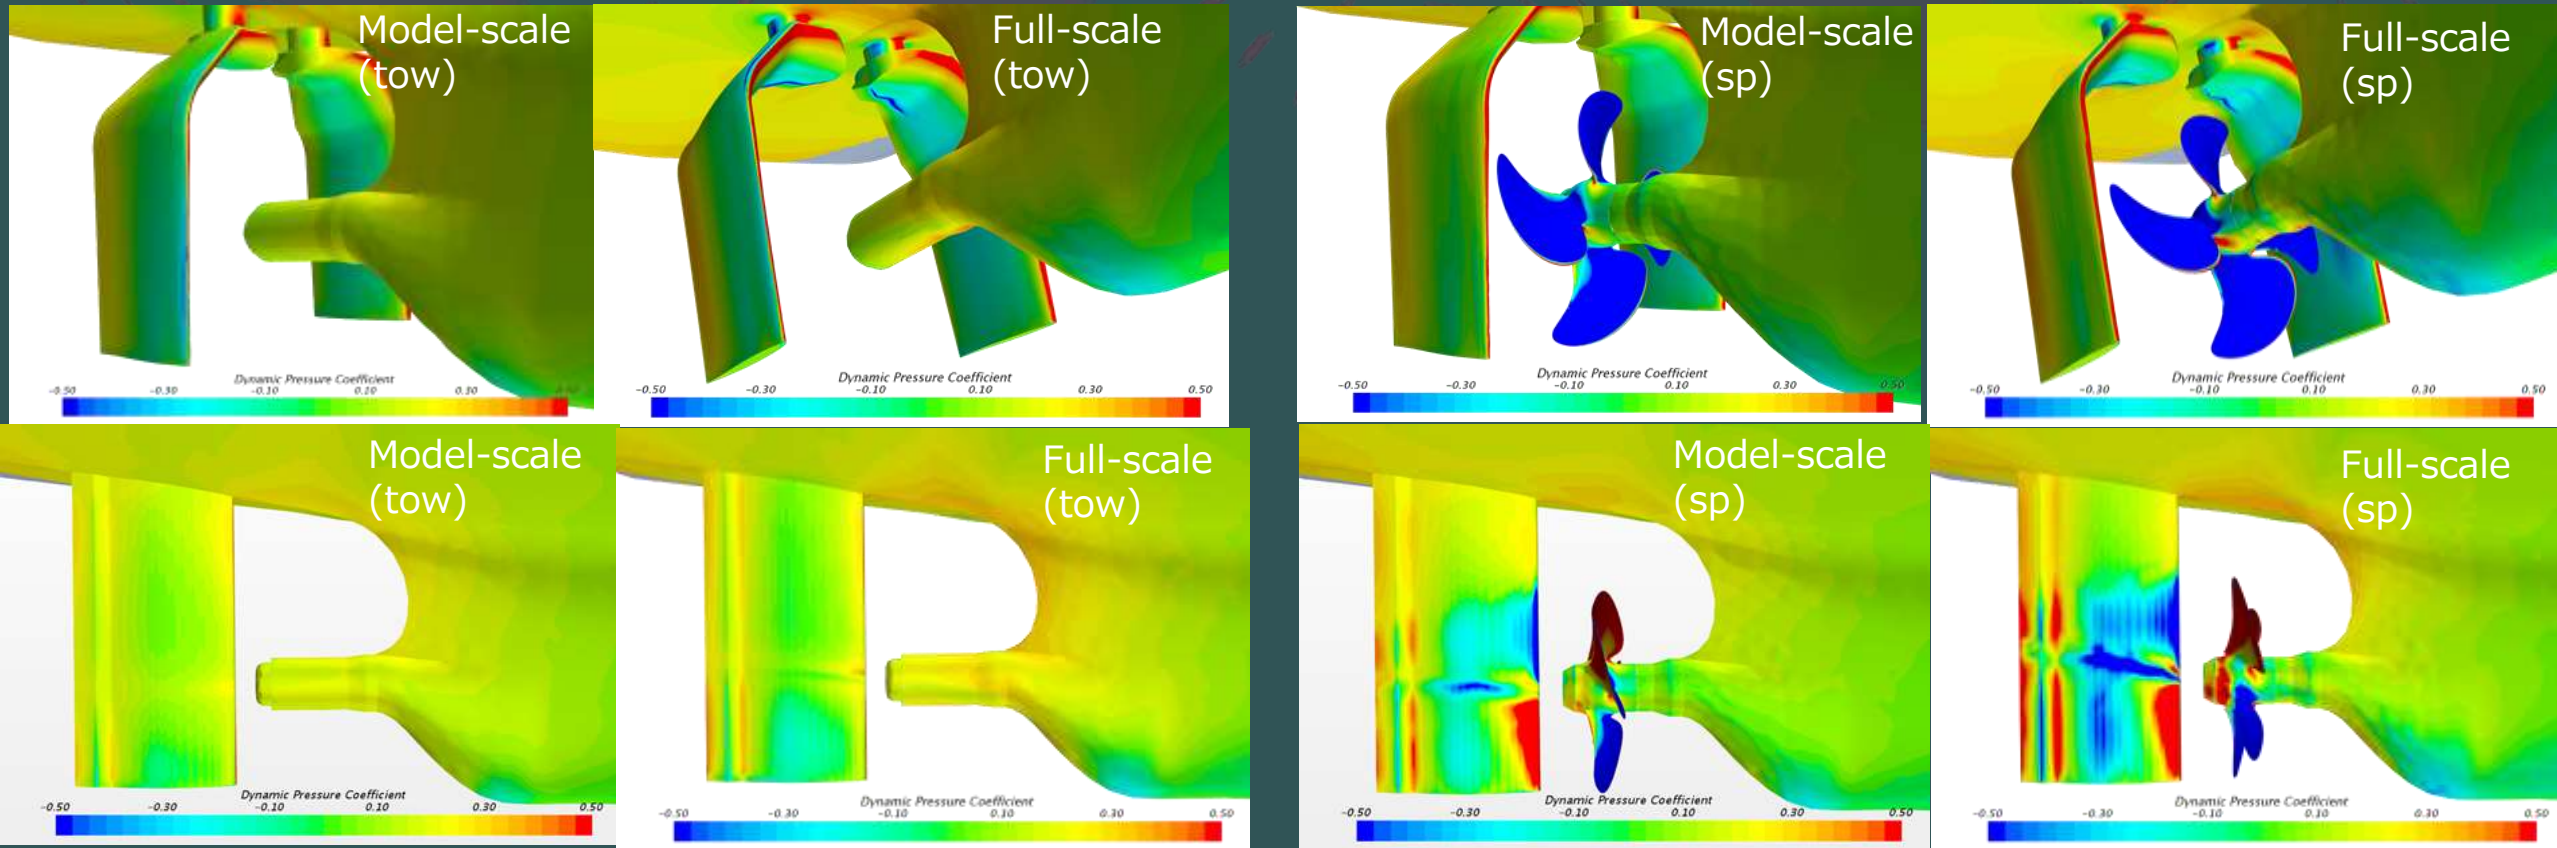 Model-scale
(tow)
Dynamic Pressure Coefficient
-0.50 -0.30 -0.10 0.10 0.30 0.50
Full-scale
(tow)
Dynamic Pressure Coefficient
-0.50 -0.30 -0.10 0.10 0.30 0.50
Model-scale
(sp)
Dynamic Pressure Coefficient
-0.50 -0.30 -0.10 0.10 0.30 0.50
Full-scale
(sp)
Dynamic Pressure Coefficient
-0.50 -0.30 -0.10 0.10 0.30 0.50
Model-scale
(tow)
Dynamic Pressure Coefficient
-0.50 -0.30 -0.10 0.10 0.30 0.50
Full-scale
(tow)
Dynamic Pressure Coefficient
-0.50 -0.30 -0.10 0.10 0.30 0.50
Model-scale
(sp)
Dynamic Pressure Coefficient
-0.50 -0.30 -0.10 0.10 0.30 0.50
Full-scale
(sp)
Dynamic Pressure Coefficient
-0.50 -0.30 -0.10 0.10 0.30 0.50